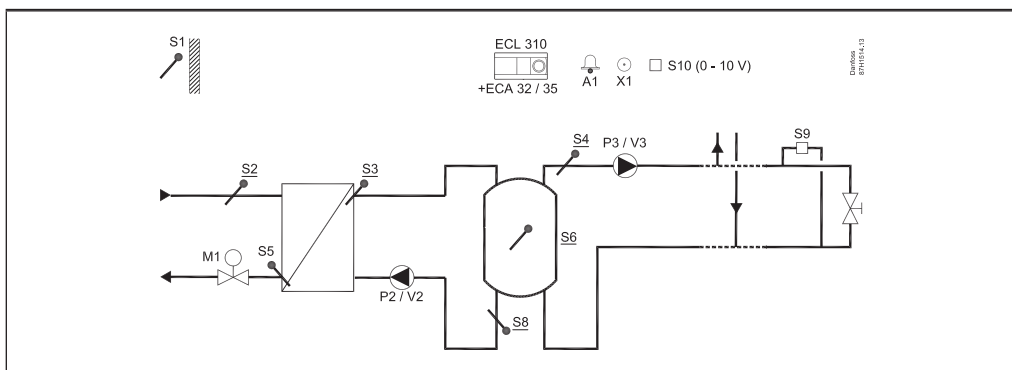 S1
ECL 310
+ECA 32 / 35
A1
X1
S10 (0 - 10 V)
Danfoss
87H1514.13
S2
S3
S4
P3 / V3
S9
S6
M1
S5
P2 / V2
S8